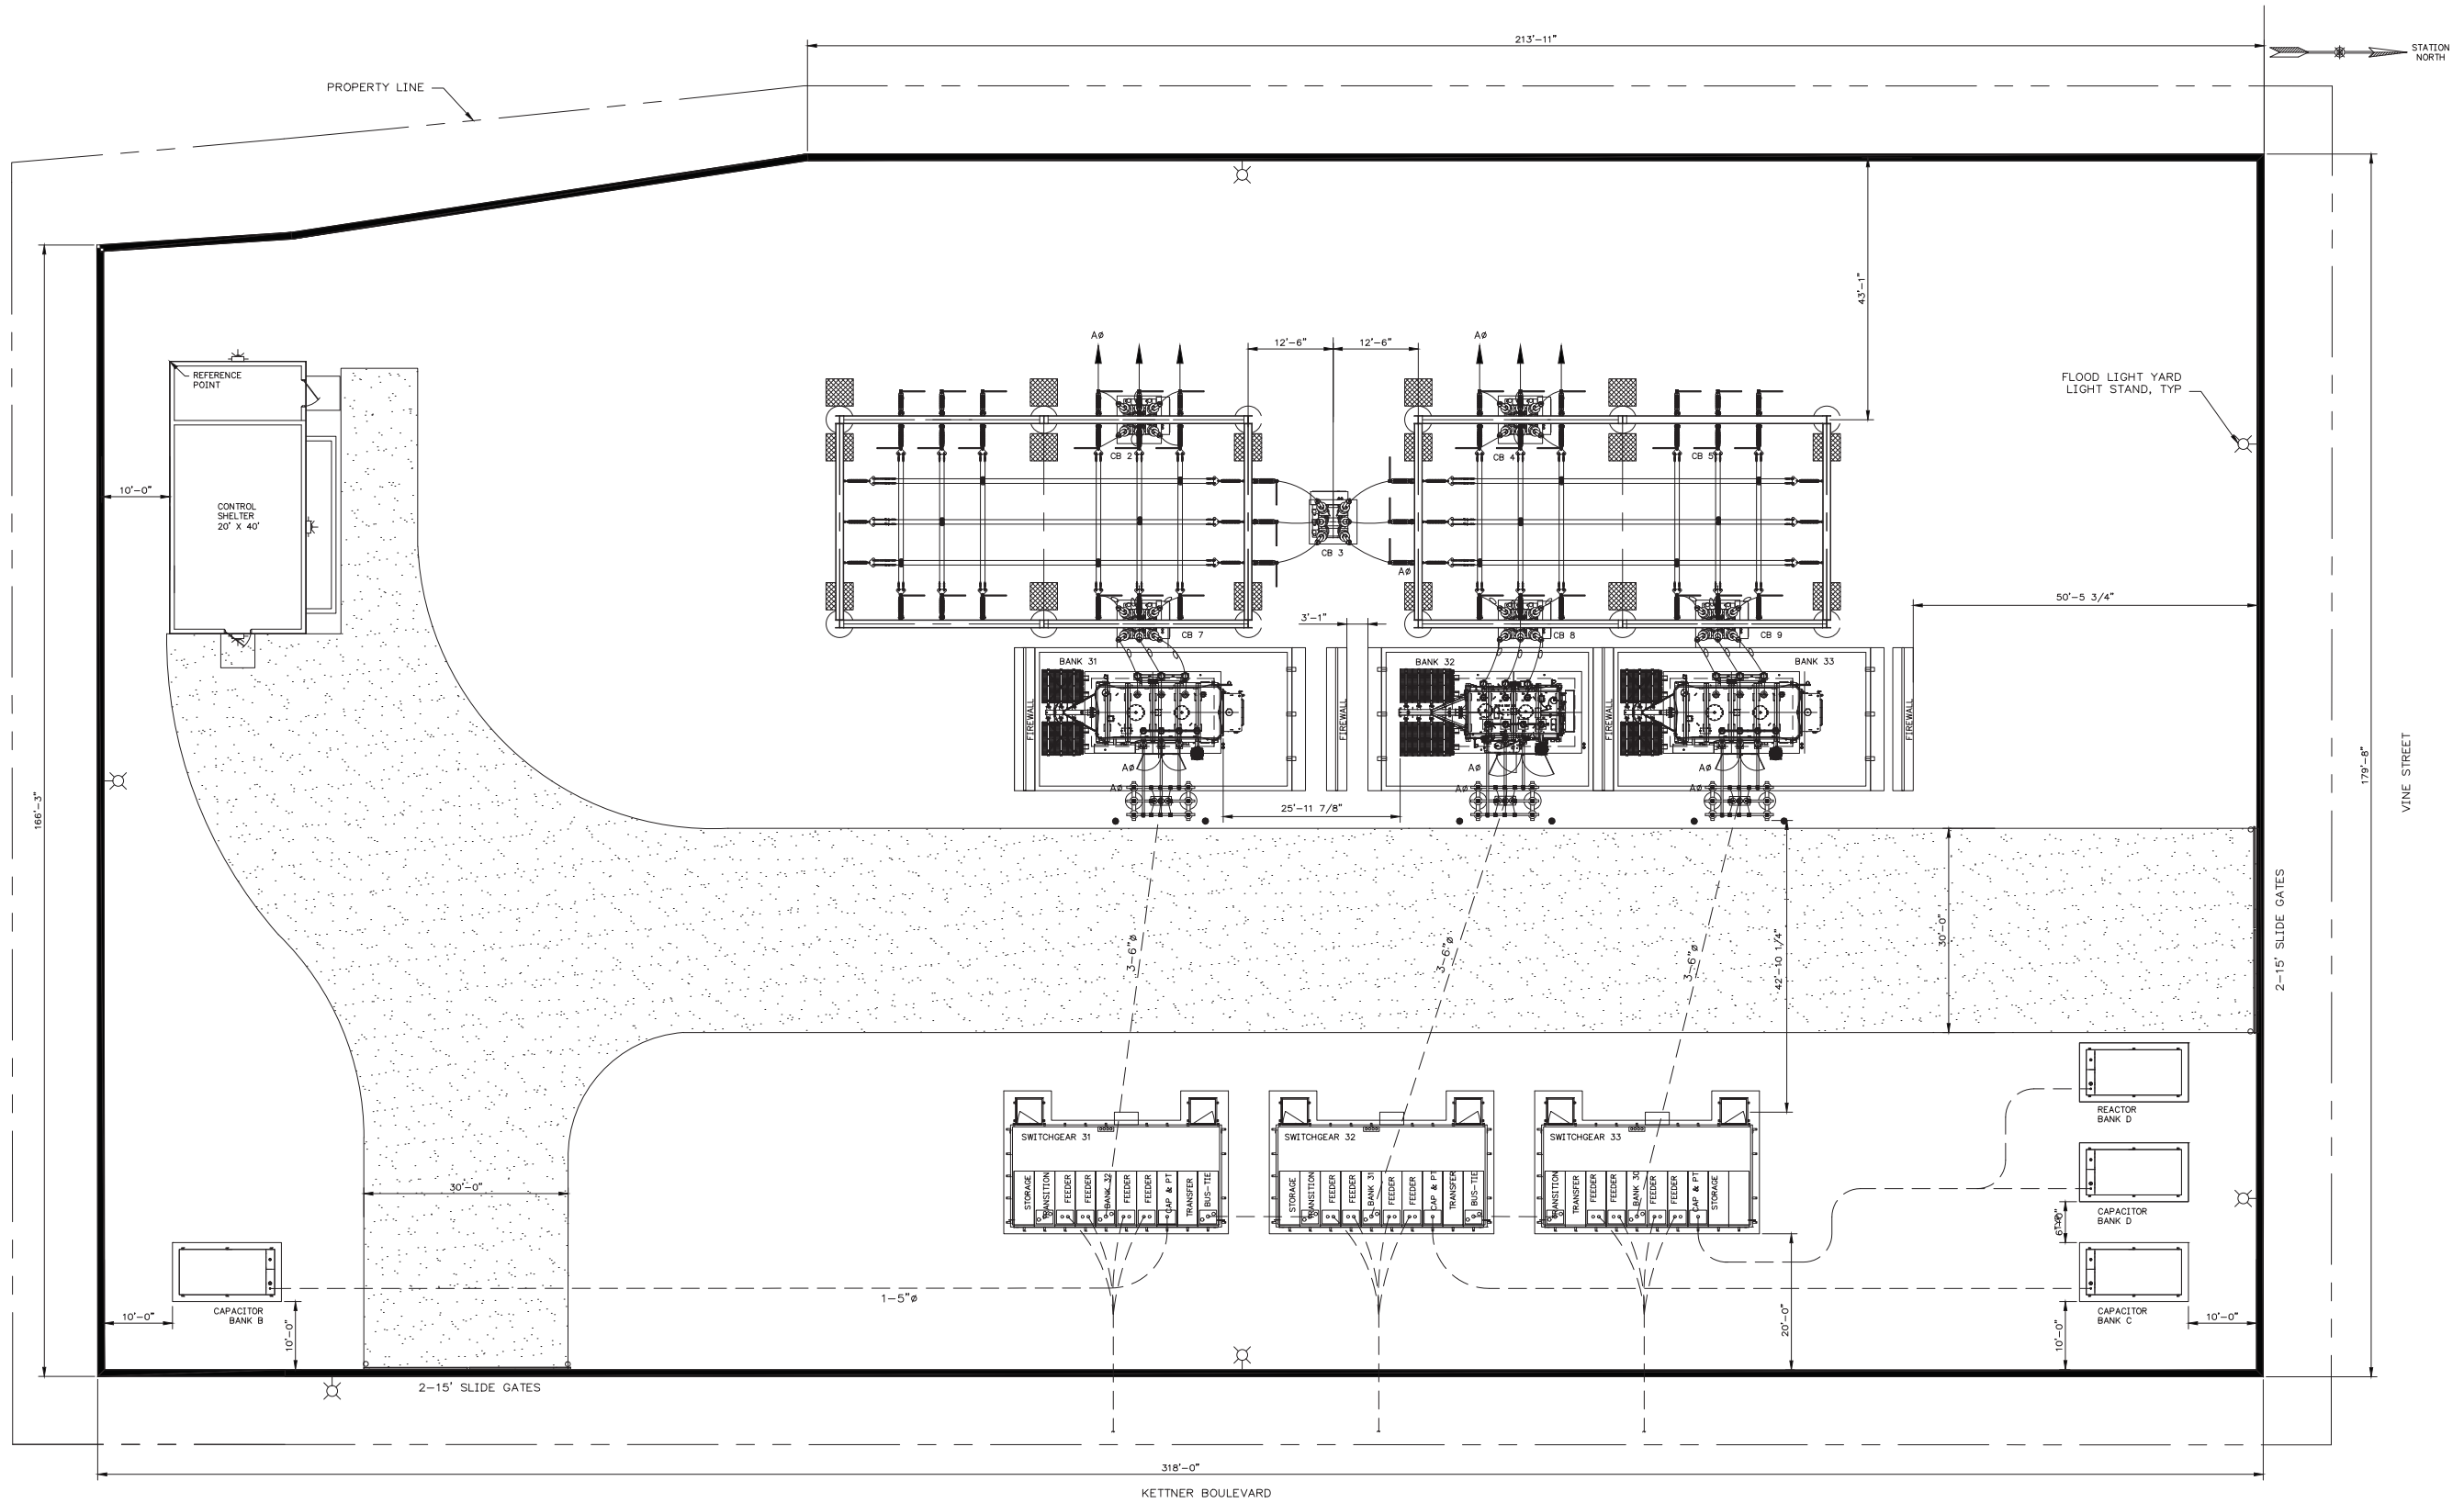 213'-11"
STATION
NORTH
PROPERTY LINE
43'-1"
AØ
AØ
12'-6"
12'-6"
REFERENCE
POINT
FLOOD LIGHT YARD
LIGHT STAND, TYP
CB 2
CB 4
CB 5
10'-0"
CONTROL
SHELTER
20' X 40'
CB 3
AØ
50'-5 3/4"
3'-1"
CB 7
CB 8
CB 9
BANK 31
BANK 32
BANK 33
FIREWALL
FIREWALL
FIREWALL
FIREWALL
AØ
AØ
AØ
AØ
AØ
AØ
25'-11 7/8"
166'-3"
179'-8"
VINE STREET
2-15' SLIDE GATES
3-6"Ø
3-6"Ø
3-6"Ø
42'-10 1/4"
30'-0"
REACTOR
BANK D
SWITCHGEAR 31
SWITCHGEAR 32
SWITCHGEAR 33
30'-0"
STORAGE
TRANSITION
FEEDER
FEEDER
BANK 32
FEEDER
FEEDER
CAP & PT
TRANSFER
BUS-TIE
STORAGE
TRANSITION
FEEDER
FEEDER
BANK 31
FEEDER
FEEDER
CAP & PT
TRANSFER
BUS-TIE
TRANSITION
TRANSFER
FEEDER
FEEDER
BANK 30
FEEDER
FEEDER
CAP & PT
STORAGE
CAPACITOR
BANK D
1-5"Ø
CAPACITOR
BANK B
10'-0"
10'-0"
20'-0"
10'-0"
CAPACITOR
BANK C
10'-0"
2-15' SLIDE GATES
318'-0"
KETTNER BOULEVARD